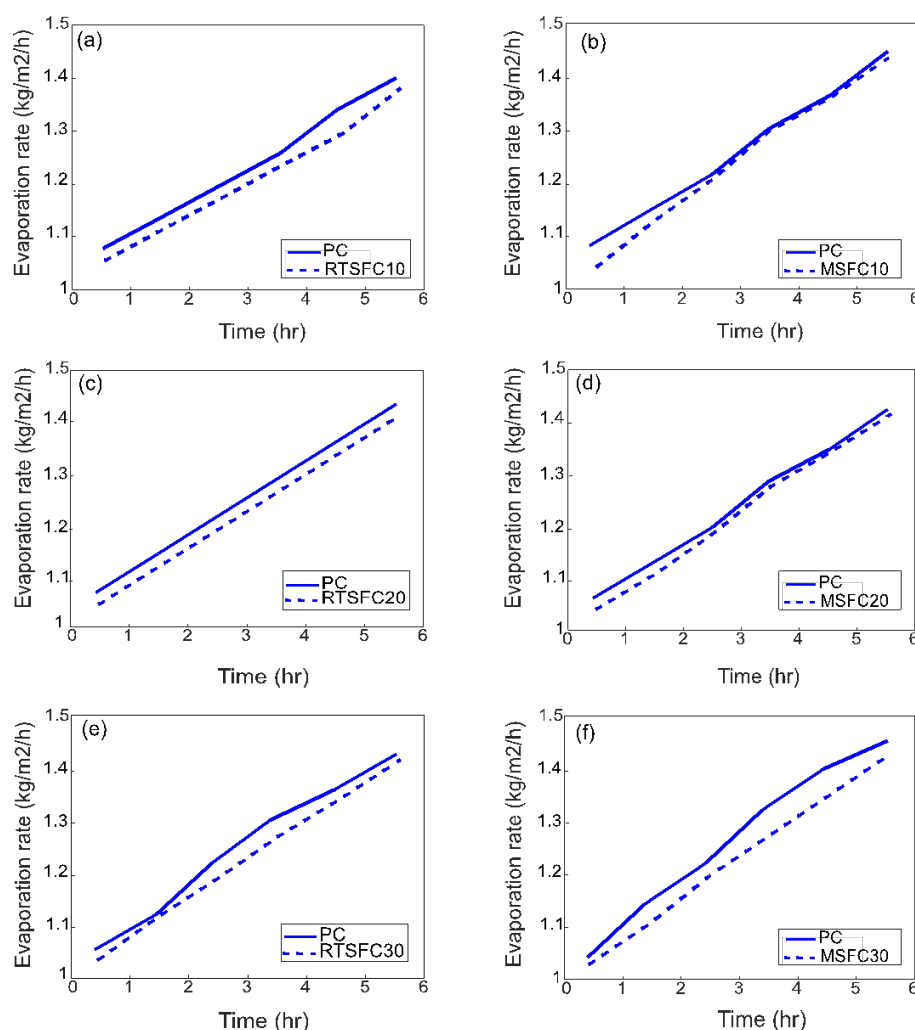 (a)
Evaporation rate (kg/m2/h)
1.5
1.4
1.3
1.2
1.1
1
PC
RTSFC10
0 1 2 3 4 5 6
Time (hr)
(b)
Evaporation rate (kg/m2/h)
1.5
1.4
1.3
1.2
1.1
1
PC
MSFC10
0 1 2 3 4 5 6
Time (hr)
(c)
Evaporation rate (kg/m2/h)
1.5
1.4
1.3
1.2
1.1
1
PC
RTSFC20
0 1 2 3 4 5 6
Time (hr)
(d)
Evaporation rate (kg/m2/h)
1.5
1.4
1.3
1.2
1.1
1
PC
MSFC20
0 1 2 3 4 5 6
Time (hr)
(e)
Evaporation rate (kg/m2/h)
1.5
1.4
1.3
1.2
1.1
1
PC
RTSFC30
0 1 2 3 4 5 6
Time (hr)
(f)
Evaporation rate (kg/m2/h)
1.5
1.4
1.3
1.2
1.1
1
PC
MSFC30
0 1 2 3 4 5 6
Time (hr)